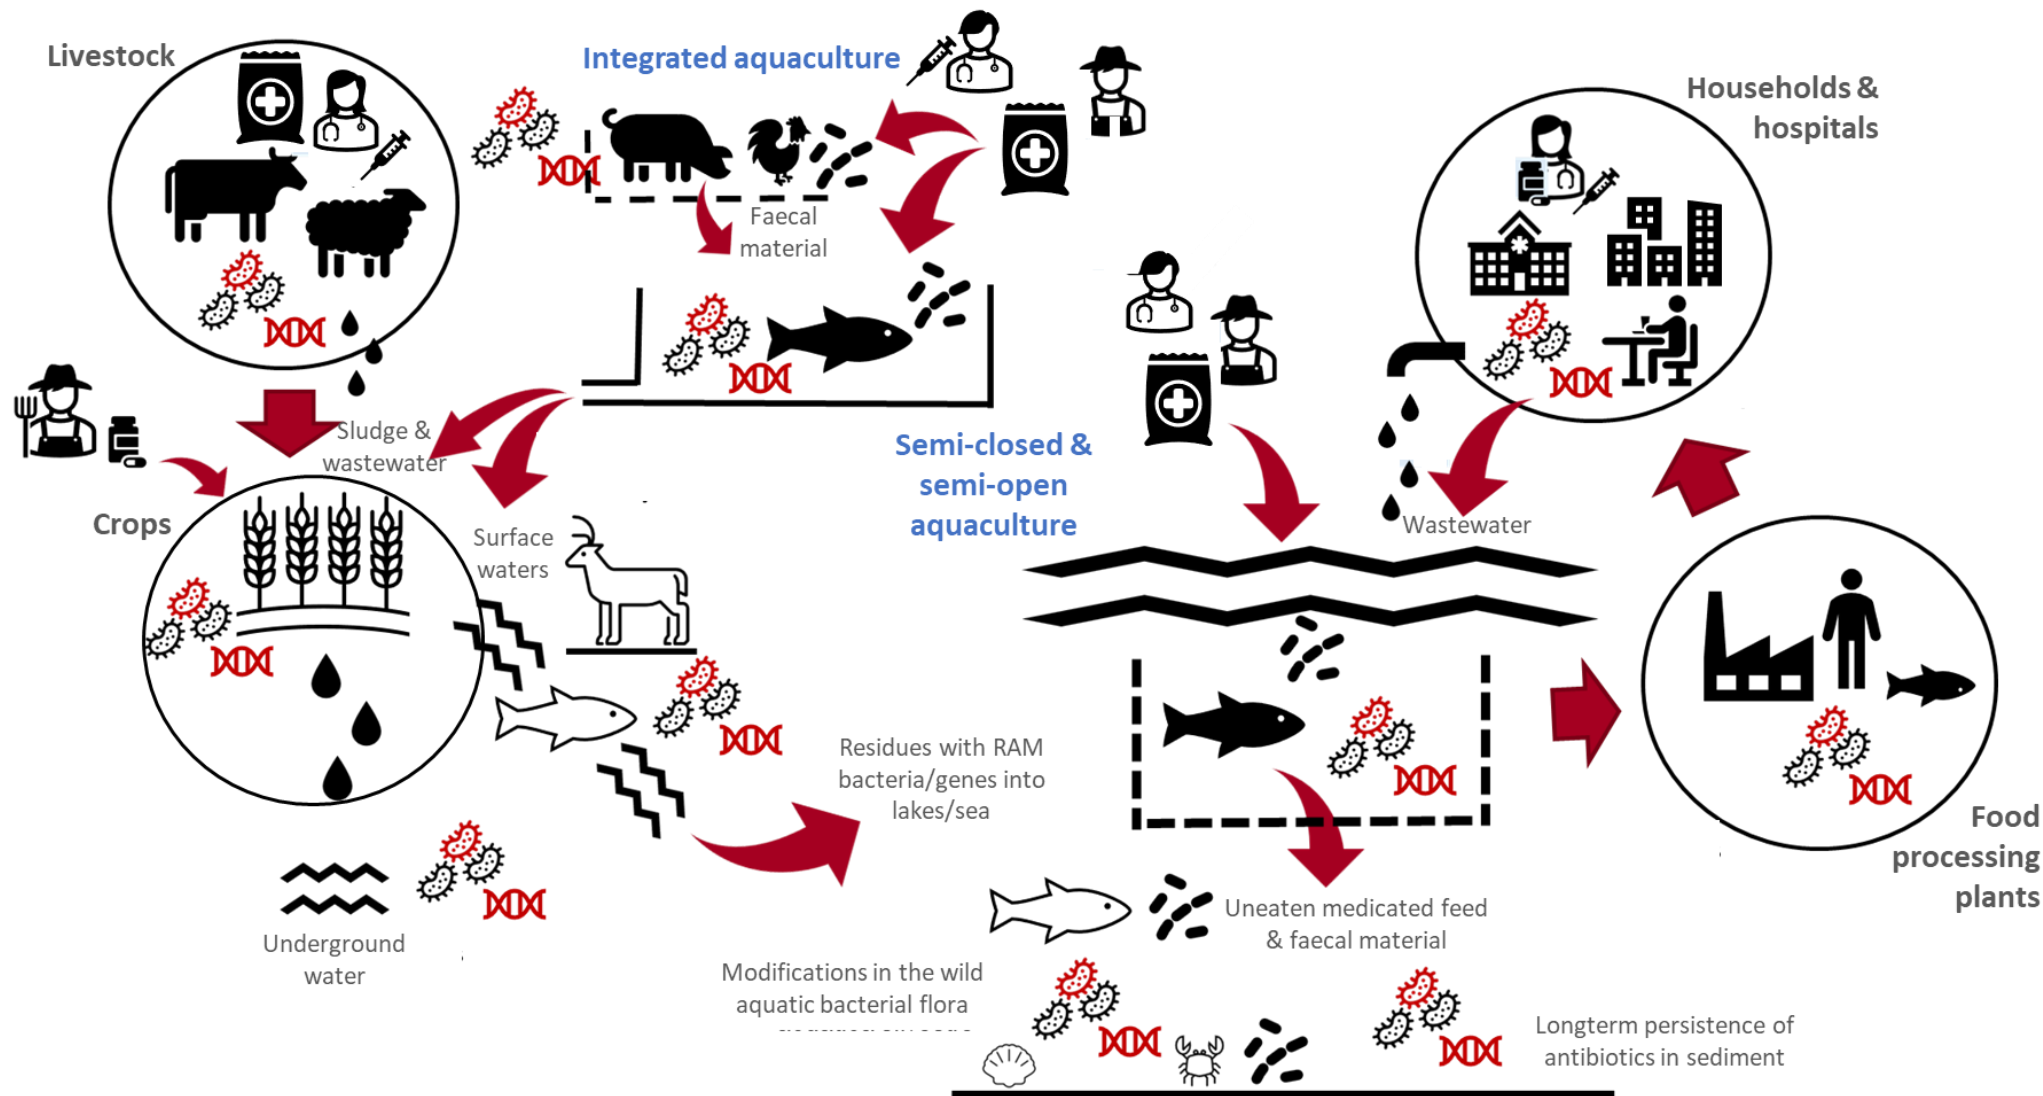 Livestock
Integrated aquaculture
Households &
hospitals
Faecal
material
Sludge &
wastewater
Semi-closed &
semi-open
aquaculture
Crops
Surface
waters
Wastewater
Residues with RAM
bacteria/genes into
lakes/sea
Food
processing
plants
Uneaten medicated feed
& faecal material
Underground
water
Modifications in the wild
aquatic bacterial flora
Longterm persistence of
antibiotics in sediment